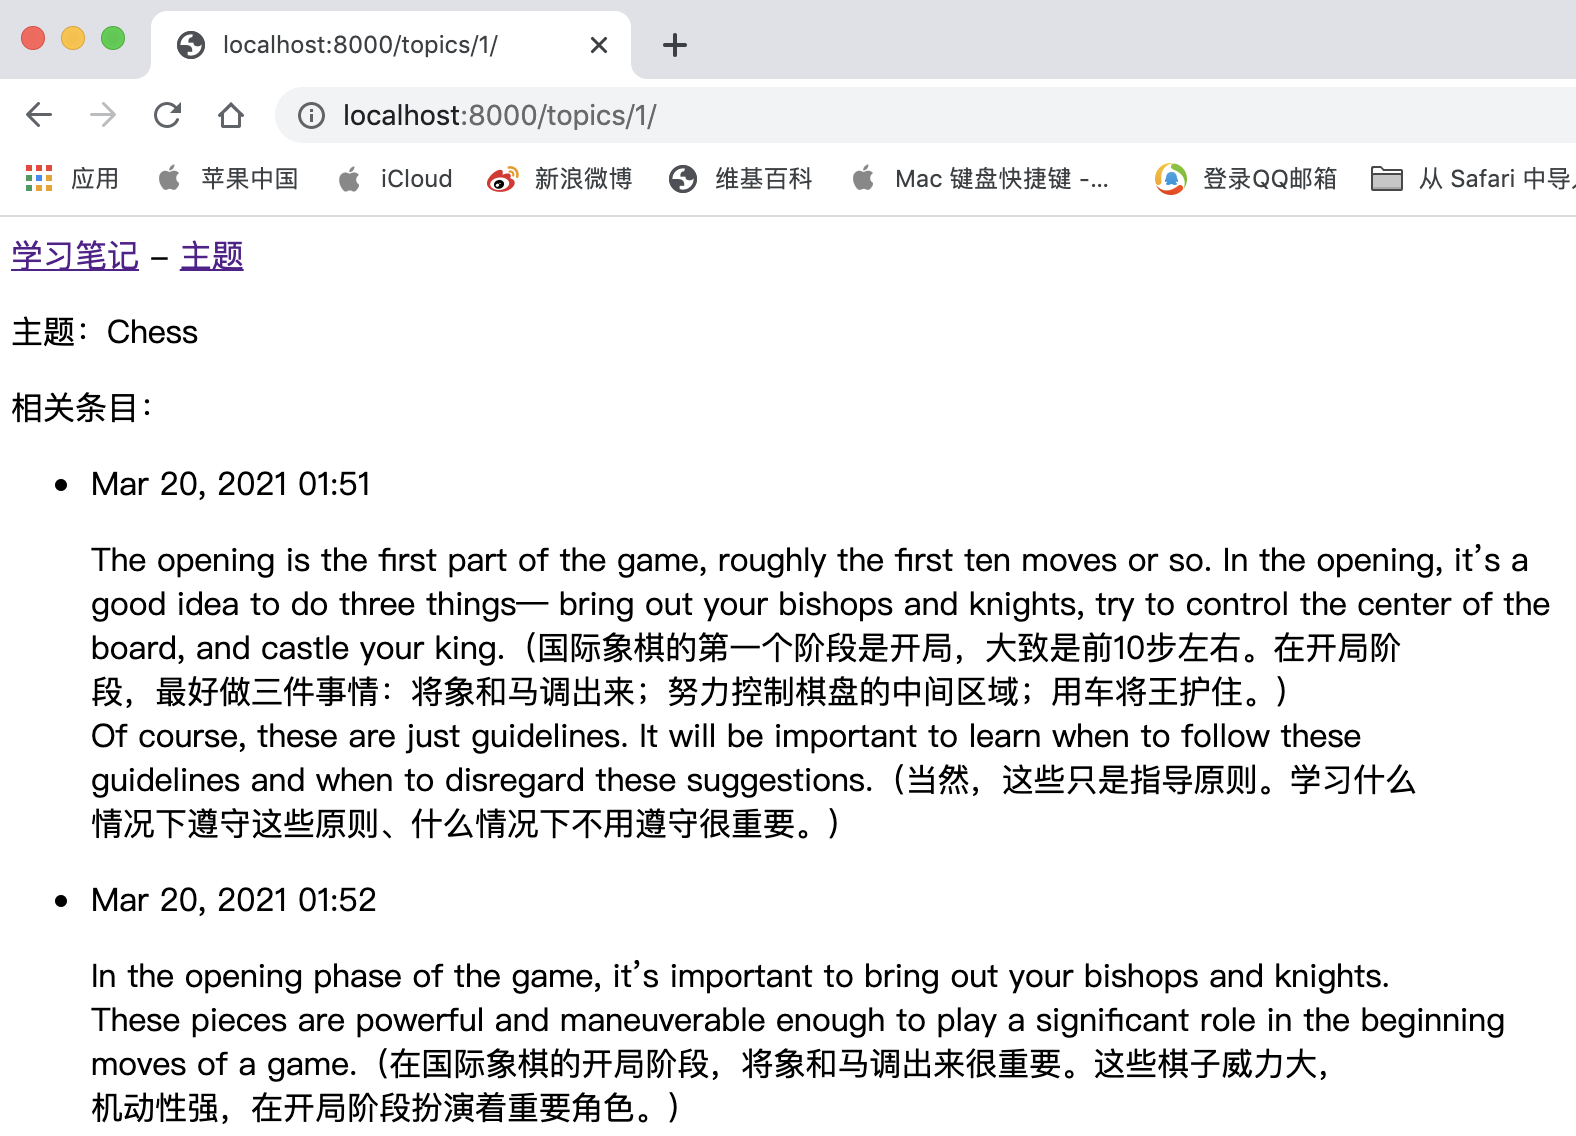 localhost:8000/topics/1/
localhost:8000/topics/1/
应用 苹果中国 iCloud 新浪微博 维基百科 Mac 键盘快捷键 -... 登录QQ邮箱 从 Safari 中导
学习笔记 – 主题
主题：Chess
相关条目：
Mar 20, 2021 01:51
The opening is the first part of the game, roughly the first ten moves or so. In the opening, it’s a
good idea to do three things— bring out your bishops and knights, try to control the center of the
board, and castle your king.（国际象棋的第一个阶段是开局，大致是前10步左右。在开局阶
段，最好做三件事情：将象和马调出来；努力控制棋盘的中间区域；用车将王护住。）
Of course, these are just guidelines. It will be important to learn when to follow these
guidelines and when to disregard these suggestions.（当然，这些只是指导原则。学习什么
情况下遵守这些原则、什么情况下不用遵守很重要。）
Mar 20, 2021 01:52
In the opening phase of the game, it’s important to bring out your bishops and knights.
These pieces are powerful and maneuverable enough to play a significant role in the beginning
moves of a game.（在国际象棋的开局阶段，将象和马调出来很重要。这些棋子威力大，
机动性强，在开局阶段扮演着重要角色。）